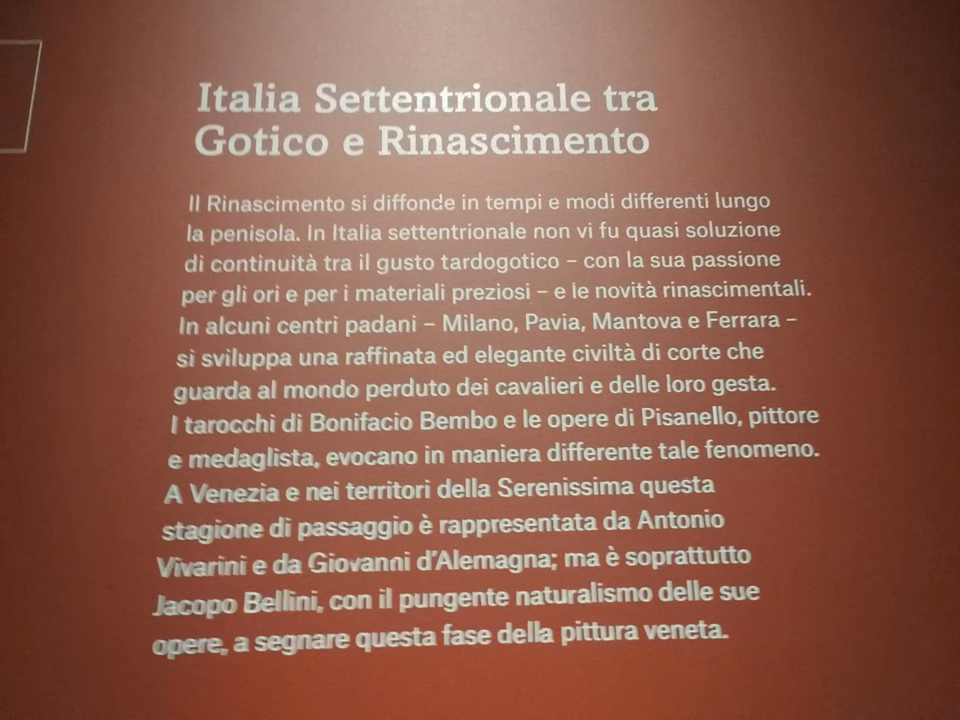 Italia Settentrionale tra
Gotico e Rinascimento
Il Rinascimento si diffonde in tempi e modi differenti lungo
la penisola. In Italia settentrionale non vi fu quasi soluzione
di continuità tra il gusto tardogotico – con la sua passione
per gli ori e per i materiali preziosi – e le novità rinascimentali.
In alcuni centri padani – Milano, Pavia, Mantova e Ferrara –
si sviluppa una raffinata ed elegante civiltà di corte che
guarda al mondo perduto dei cavalieri e delle loro gesta.
I tarocchi di Bonifacio Bembo e le opere di Pisanello, pittore
e medaglista, evocano in maniera differente tale fenomeno.
A Venezia e nei territori della Serenissima questa
stagione di passaggio è rappresentata da Antonio
Vivarini e da Giovanni d'Alemagna; ma è soprattutto
Jacopo Bellini, con il pungente naturalismo delle sue
opere, a segnare questa fase della pittura veneta.